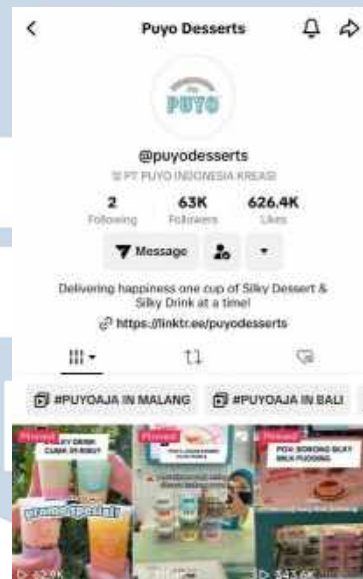 Puyo Desserts
PUYO
@puyodesserts
PT PUYO INDONESIA KREASI
2
63K
626.4K
Following
Followers
Likes
Message
Delivering happiness one cup of Silky Dessert &
Silky Drink at a time!
https://linktr.ee/puyodesserts
#PUYOAJA IN MALANG
#PUYOAJA IN BALI
Pinned
Pinned
Pinned
SILKY DRINK
POV: BORONG SILKY
MILK PUDDING
promo spesial!